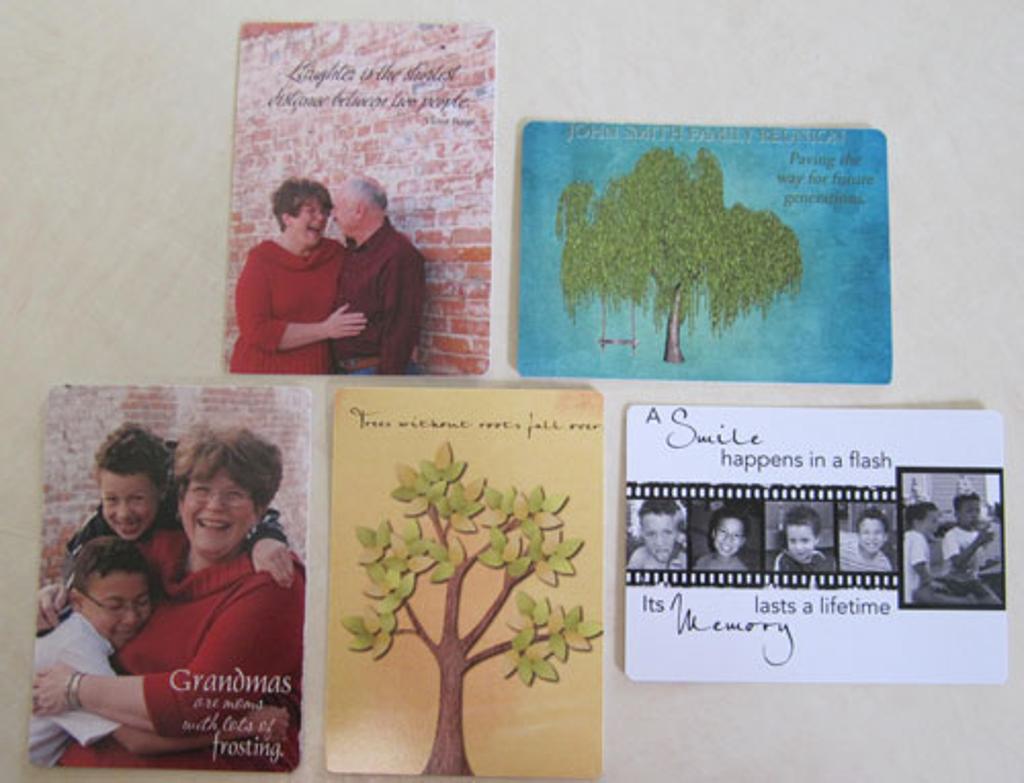 Laughter is the shortest
distance between two people.
JOHN SMITH FAMILY REUNION
Paving the
way for future
generations.
Grandmas
are moms
with lots of
frosting.
Trees without roots fall over
A Smile
happens in a flash
Its Memory
lasts a lifetime